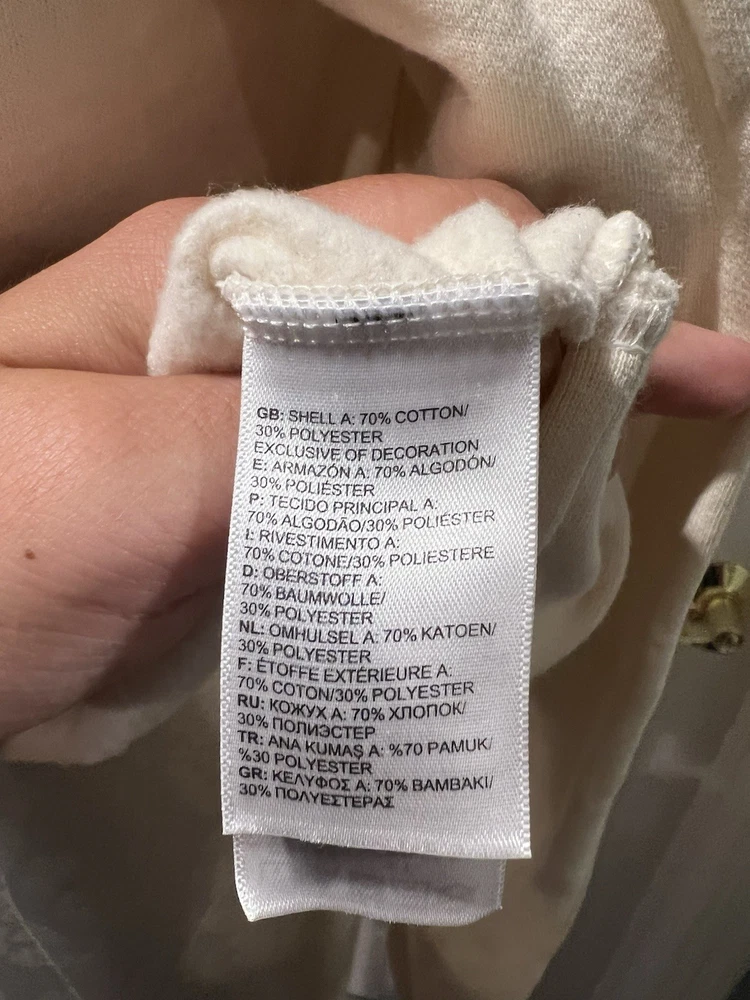 GB: SHELL A: 70% COTTON/
30% POLYESTER
EXCLUSIVE OF DECORATION
E: ARMAZÓN A: 70% ALGODÓN/
30% POLIÉSTER
P: TECIDO PRINCIPAL A:
70% ALGODÃO/30% POLIÉSTER
I: RIVESTIMENTO A:
70% COTONE/30% POLIESTERE
D: OBERSTOFF A:
70% BAUMWOLLE/
30% POLYESTER
NL: OMHULSEL A: 70% KATOEN/
30% POLYESTER
F: ÉTOFFE EXTÉRIEURE A:
70% COTON/30% POLYESTER
RU: КОЖУХ A: 70% ХЛОПОК/
30% ПОЛИЭСТЕР
TR: ANA KUMAŞ A: %70 PAMUK/
%30 POLYESTER
GR: ΚΕΛΥΦΟΣ A: 70% ΒΑΜΒΆΚΙ/
30% ΠΟΛΥΕΣΤΕΡΑΣ